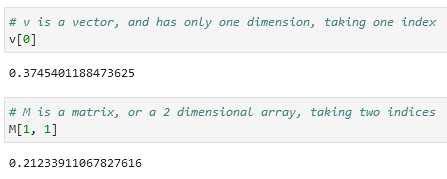 # v is a vector, and has only one dimension, taking one index
v[0]
0.3745401188473625
# M is a matrix, or a 2 dimensional array, taking two indices
M[1, 1]
0.21233911067827616